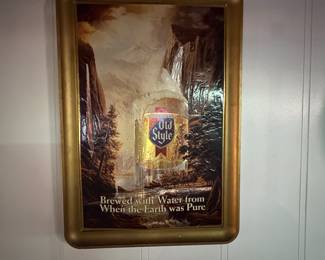 Old
Style
Brewed with Water from
When the Earth was Pure